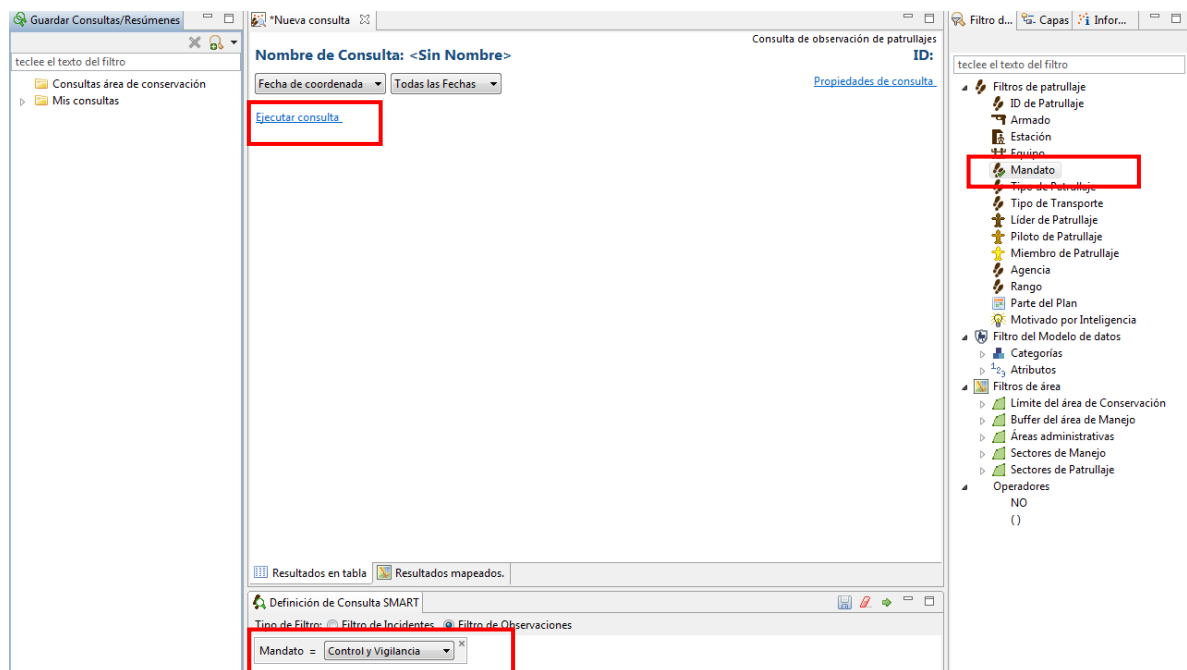 Guardar Consultas/Resúmenes
teclee el texto del filtro
Consultas área de conservación
Mis consultas
*Nueva consulta
Consulta de observación de patrullajes
Nombre de Consulta: <Sin Nombre>
ID:
Fecha de coordenada
Todas las Fechas
Propiedades de consulta
Ejecutar consulta
Resultados en tabla
Resultados mapeados.
Definición de Consulta SMART
Tipo de Filtro: Filtro de Incidentes Filtro de Observaciones
Mandato = Control y Vigilancia
Filtro d...
Capas
Infor...
teclee el texto del filtro
Filtros de patrullaje
ID de Patrullaje
Armado
Estación
Equipo
Mandato
Tipo de Patrullaje
Tipo de Transporte
Líder de Patrullaje
Piloto de Patrullaje
Miembro de Patrullaje
Agencia
Rango
Parte del Plan
Motivado por Inteligencia
Filtro del Modelo de datos
Categorías
Atributos
Filtros de área
Límite del área de Conservación
Buffer del área de Manejo
Áreas administrativas
Sectores de Manejo
Sectores de Patrullaje
Operadores
NO
( )